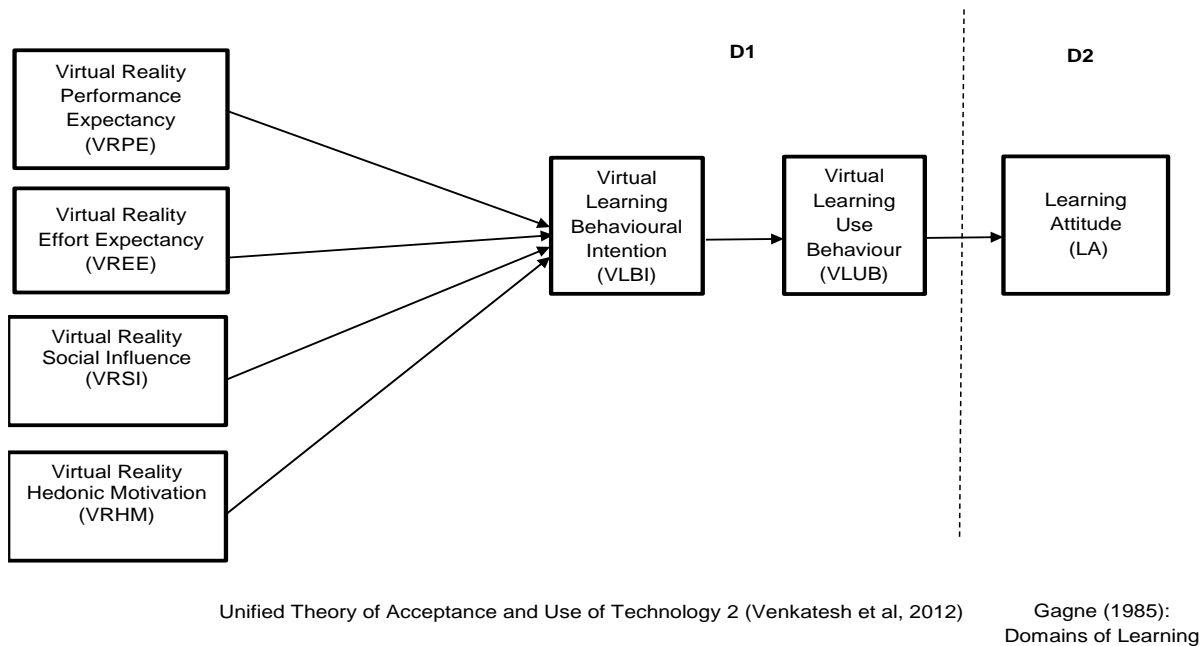 D1
D2
Virtual Reality
Performance
Expectancy
(VRPE)
Virtual Reality
Effort Expectancy
(VREE)
Virtual Reality
Social Influence
(VRSI)
Virtual Reality
Hedonic Motivation
(VRHM)
Virtual
Learning
Behavioural
Intention
(VLBI)
Virtual
Learning
Use
Behaviour
(VLUB)
Learning
Attitude
(LA)
Unified Theory of Acceptance and Use of Technology 2 (Venkatesh et al, 2012)
Gagne (1985):
Domains of Learning